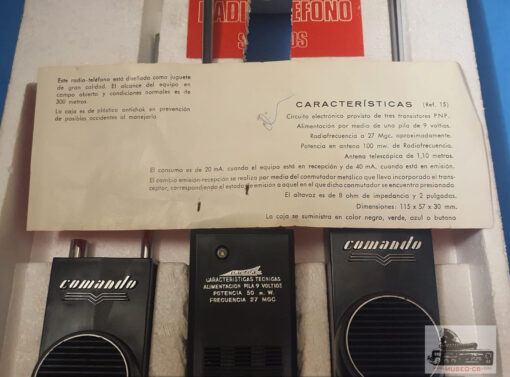 RADIO TELÉFONO
Este radio-teléfono está diseñado como juguete
de gran calidad. El alcance del equipo en
campo abierto y condiciones normales es de
300 metros.
La caja es de plástico antichok en prevención
de posibles accidentes al manejarlo
CARACTERÍSTICAS (Ref. 15)
Circuito electrónico provisto de tres transistores PNP.
Alimentación por medio de una pila de 9 voltios.
Radiofrecuencia a 27 Mgc. aproximadamente.
Potencia en antena 100 mw. de Radiofrecuencia.
Antena telescópica de 1,10 metros.
El consumo es de 20 mA. cuando el equipo está en recepción y de 40 mA. cuando está en emisión.
El cambio emisión-recepción se realiza por medio del conmutador metálico que lleva incorporado el trans-
ceptor, correspondiendo el estado de emisión a aquel en el que dicho conmutador se encuentra presionado
El altavoz es de 8 ohm de impedancia y 2 pulgadas.
Dimensiones: 115 x 57 x 30 mm.
La caja se suministra en color negro, verde, azul o butano
comando
CARACTERISTICAS TECNICAS
ALIMENTACION PILA 9 VOLTIOS
POTENCIA 50 m. W.
FRECUENCIA 27 MGC
comando
MUSEO-CB.COM